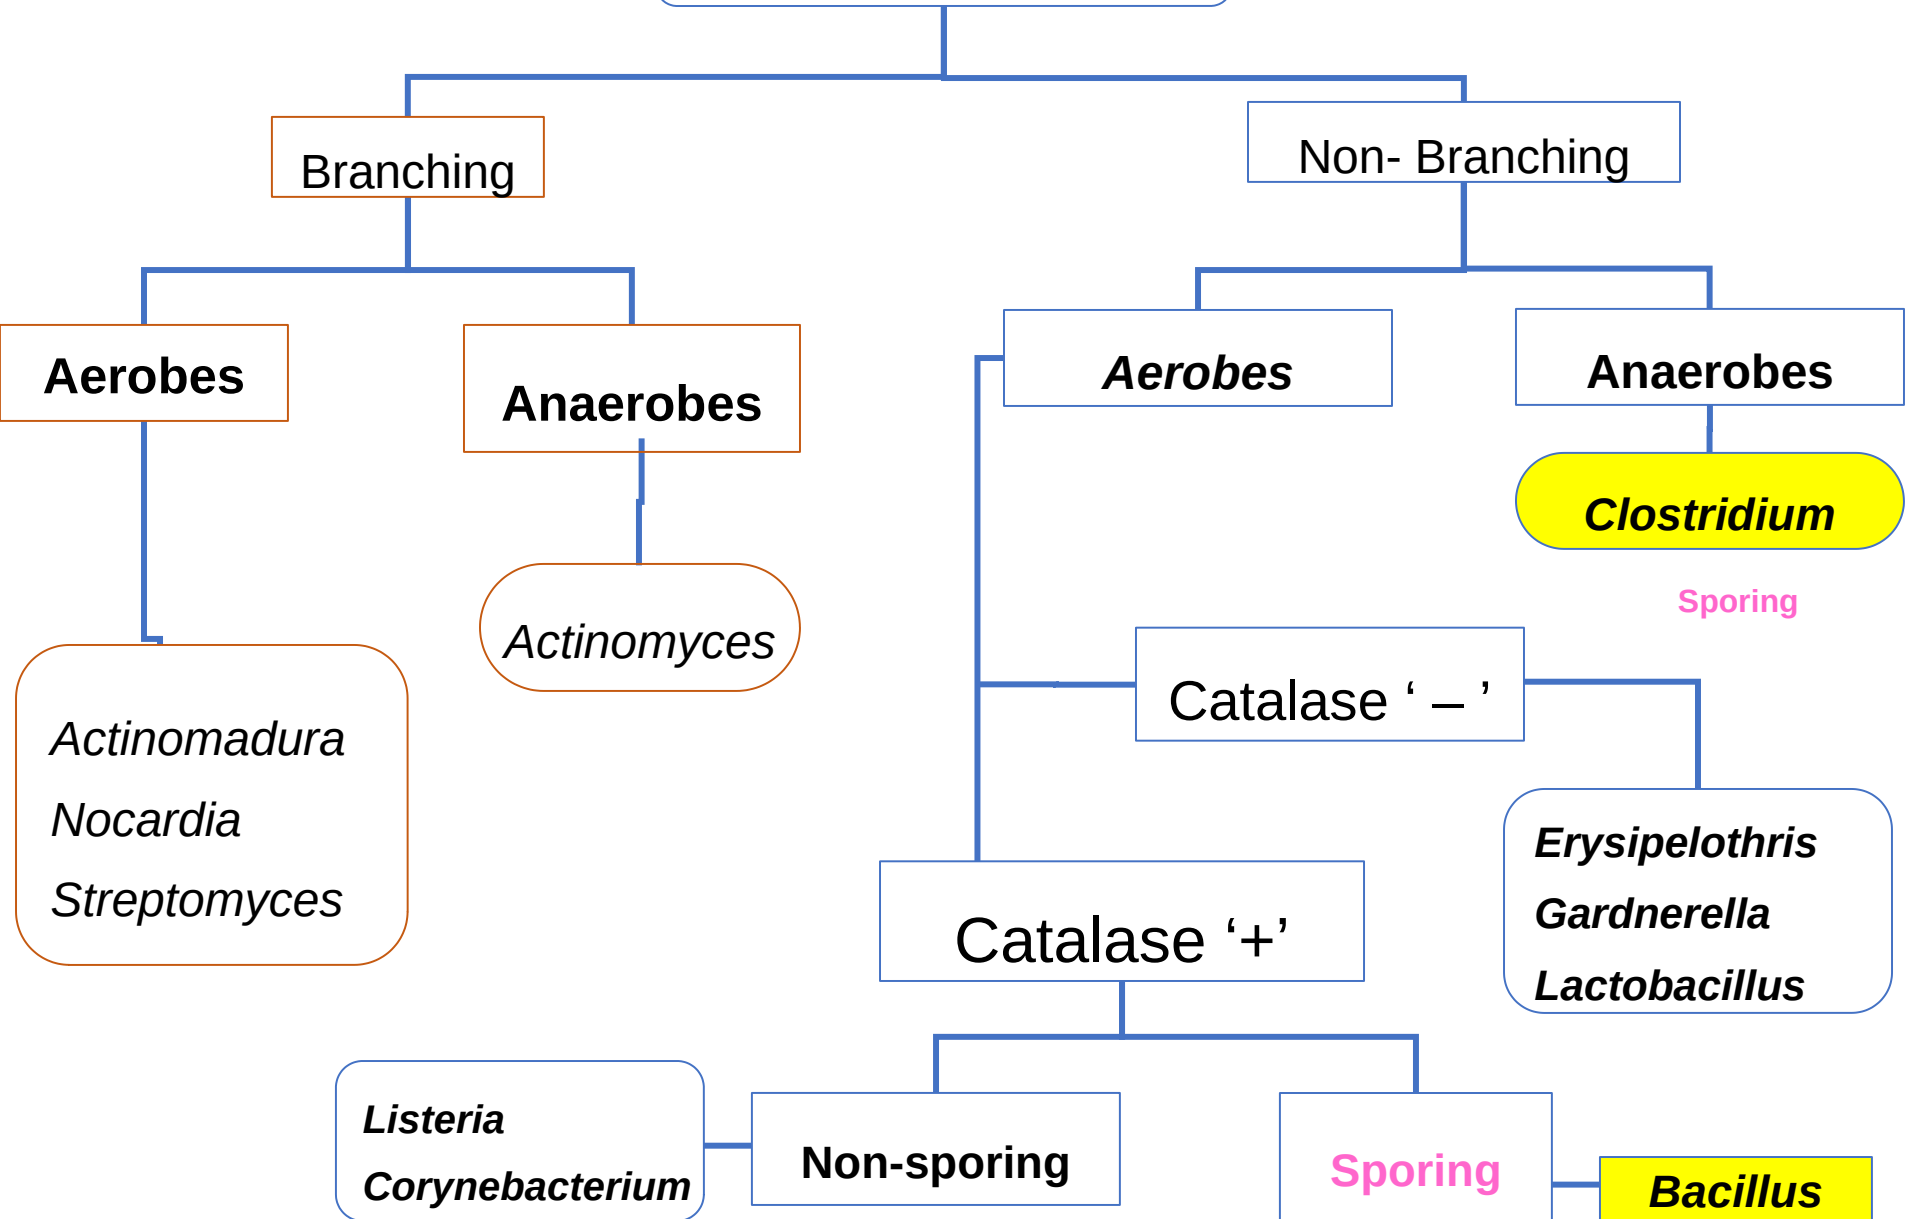 Branching
Non- Branching
Aerobes
Anaerobes
Aerobes
Anaerobes
Clostridium
Sporing
Actinomyces
Catalase ‘ – ’
Actinomadura
Nocardia
Streptomyces
Erysipelothris
Gardnerella
Lactobacillus
Catalase ‘+’
Listeria
Corynebacterium
Non-sporing
Sporing
Bacillus